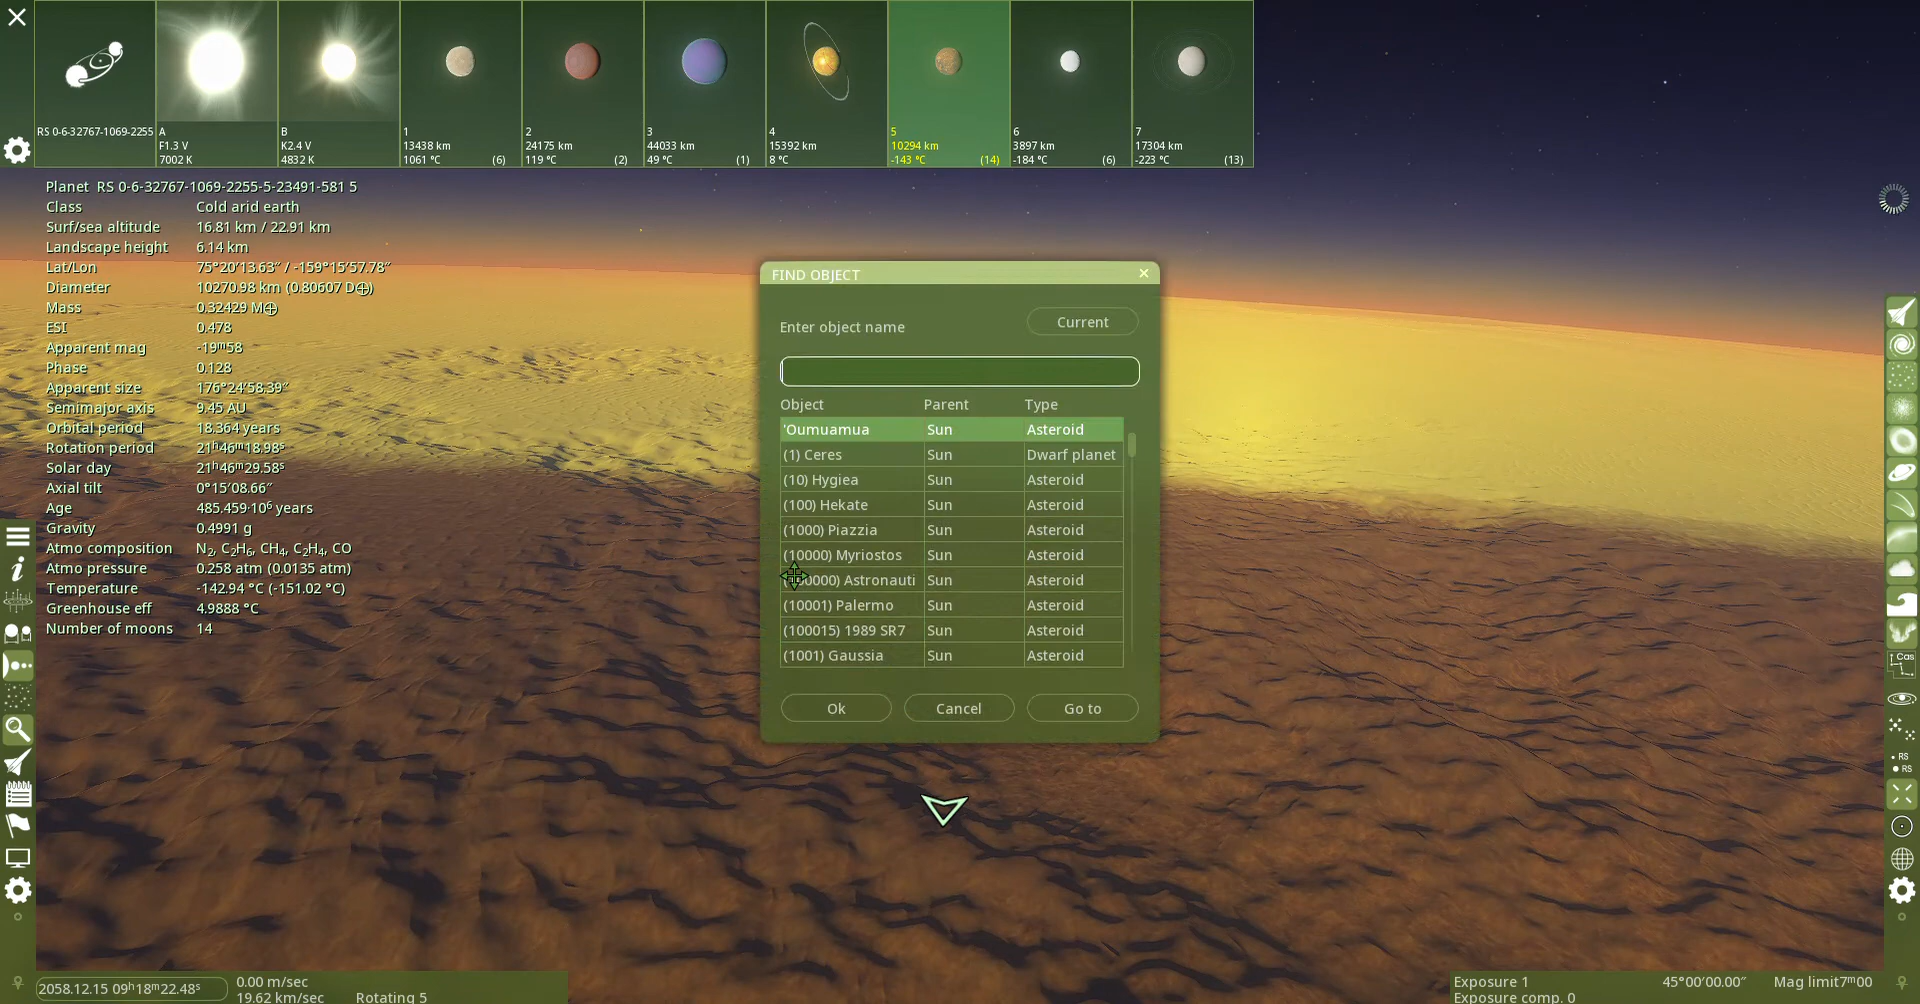 RS 0-6-32767-1069-2255
A
F1.3 V
7002 K
B
K2.4 V
4832 K
1
13438 km
1061 °C (6)
2
24175 km
119 °C (2)
3
44033 km
49 °C (1)
4
15392 km
8 °C
5
10294 km
-143 °C (14)
6
3897 km
-184 °C (6)
7
17304 km
-223 °C (13)
Planet RS 0-6-32767-1069-2255-5-23491-581 5
Class Cold arid earth
Surf/sea altitude 16.81 km / 22.91 km
Landscape height 6.14 km
Lat/Lon 75°20′13.63″ / -159°15′57.78″
Diameter 10270.98 km (0.80607 D⊕)
Mass 0.32429 M⊕
ESI 0.478
Apparent mag -19ᵐ58
Phase 0.128
Apparent size 176°24′58.39″
Semimajor axis 9.45 AU
Orbital period 18.364 years
Rotation period 21ʰ46ᵐ18.98ˢ
Solar day 21ʰ46ᵐ29.58ˢ
Axial tilt 0°15′08.66″
Age 485.459·10⁶ years
Gravity 0.4991 g
Atmo composition N₂, C₂H₆, CH₄, C₂H₄, CO
Atmo pressure 0.258 atm (0.0135 atm)
Temperature -142.94 °C (-151.02 °C)
Greenhouse eff 4.9888 °C
Number of moons 14
FIND OBJECT
Enter object name Current
Object Parent Type
'Oumuamua Sun Asteroid
(1) Ceres Sun Dwarf planet
(10) Hygiea Sun Asteroid
(100) Hekate Sun Asteroid
(1000) Piazzia Sun Asteroid
(10000) Myriostos Sun Asteroid
Astronauti Sun Asteroid
(10001) Palermo Sun Asteroid
(100015) 1989 SR7 Sun Asteroid
(1001) Gaussia Sun Asteroid
Ok Cancel Go to
Cas
RS
RS
2058.12.15 09ʰ18ᵐ22.48ˢ
0.00 m/sec
19.62 km/sec Rotating 5
Exposure 1 45°00′00.00″ Mag limit 7ᵐ00
Exposure comp. 0